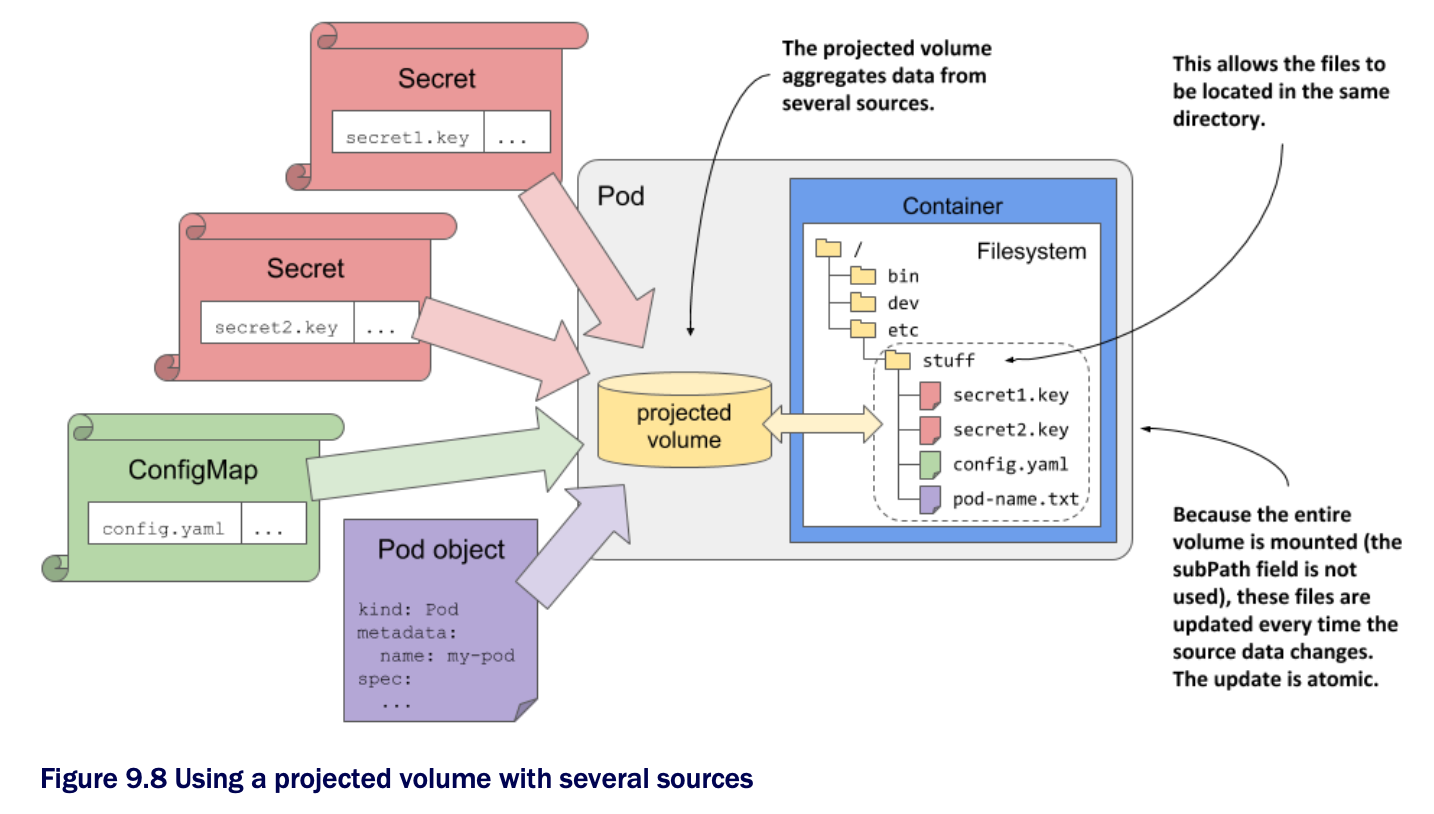 Secret
secret1.key ...
Secret
secret2.key ...
ConfigMap
config.yaml ...
Pod object
kind: Pod
metadata:
  name: my-pod
spec:
  ...
The projected volume
aggregates data from
several sources.
Pod
projected
volume
Container
Filesystem
/
bin
dev
etc
stuff
secret1.key
secret2.key
config.yaml
pod-name.txt
This allows the files to
be located in the same
directory.
Because the entire
volume is mounted (the
subPath field is not
used), these files are
updated every time the
source data changes.
The update is atomic.
Figure 9.8 Using a projected volume with several sources